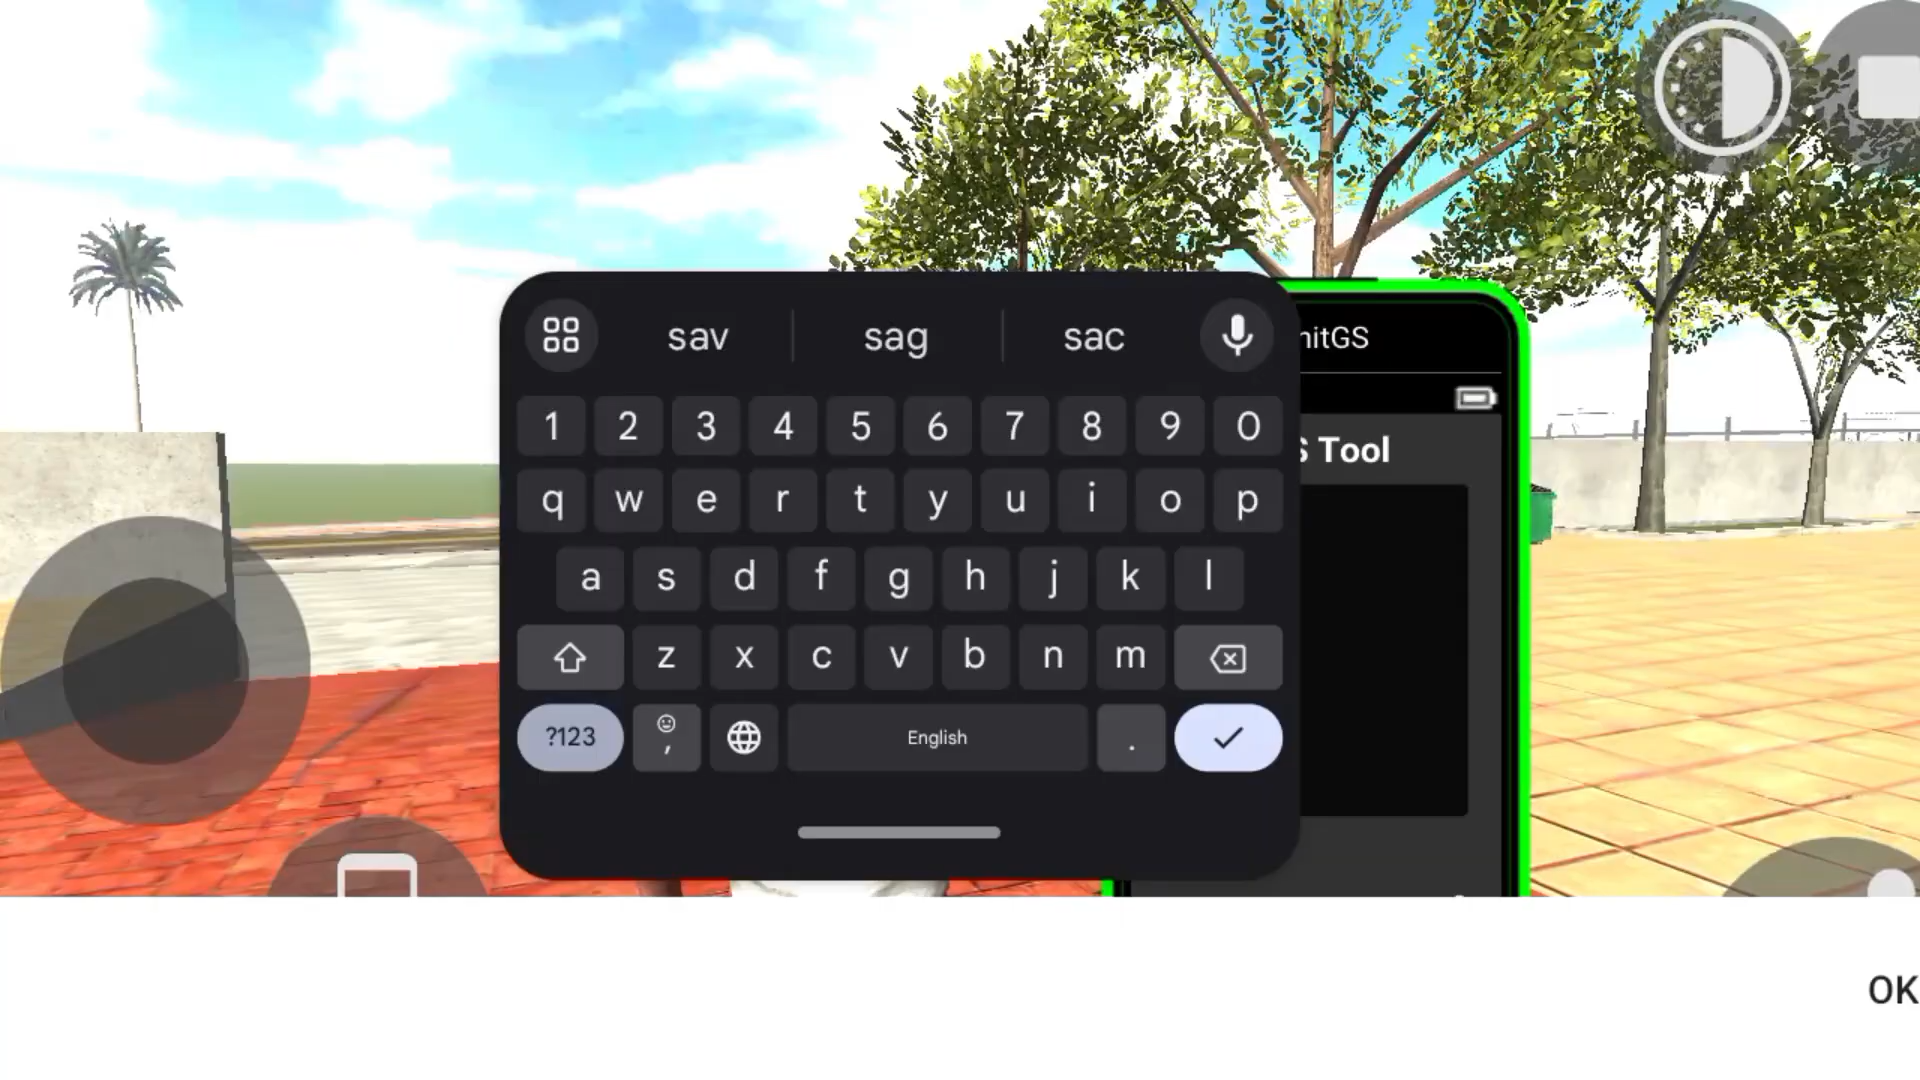 sav sag sac
nitGS
1 2 3 4 5 6 7 8 9 0
S Tool
q w e r t y u i o p
a s d f g h j k l
z x c v b n m
?123 , English .
OK